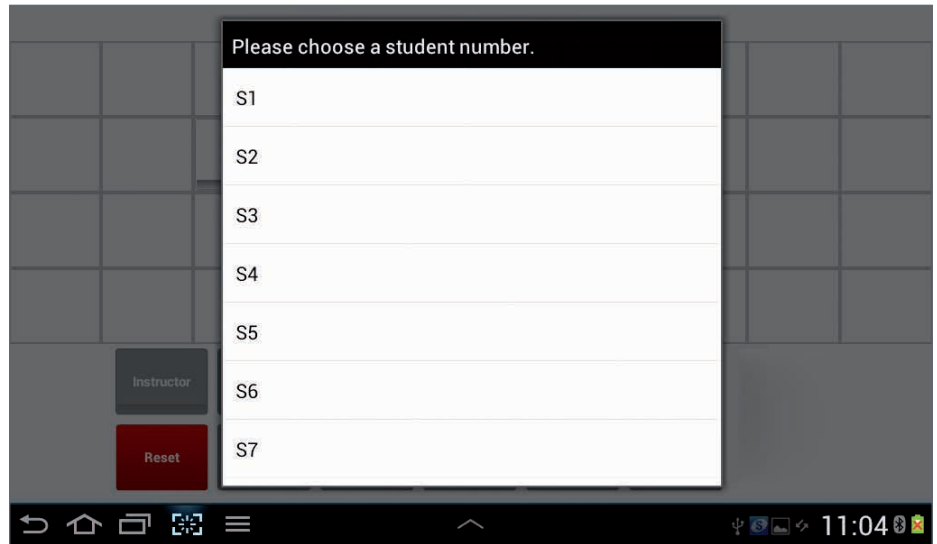 Please choose a student number.
S1
S2
S3
S4
S5
S6
Instructor
S7
Reset
11:04